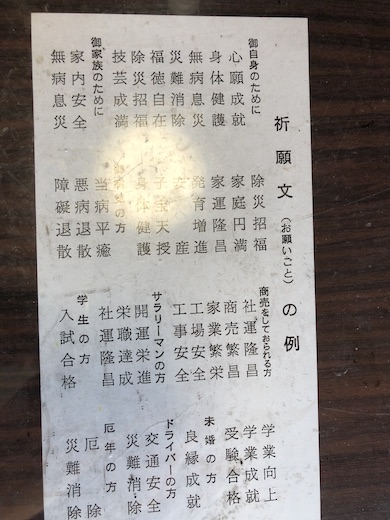 祈願文(お願いごと)の例
御自身のために
心願成就
身体健護
無病息災
災難消除
福徳自在
除災招福
技芸成満
御家族のために
家内安全
無病息災
除災招福
家庭円満
家運隆昌
発育増進
安産
子宝天授
身体健護
の方
当病平癒
悪病退散
障礙退散
商売をしておられる方
社運隆昌
商売繁昌
家業繁栄
工場安全
工事安全
サラリーマンの方
開運栄進
栄職達成
社運隆昌
学生の方
入試合格
学業向上
学業成就
受験合格
未婚の方
良縁成就
ドライバーの方
交通安全
災難消除
厄年の方
厄除
災難消除